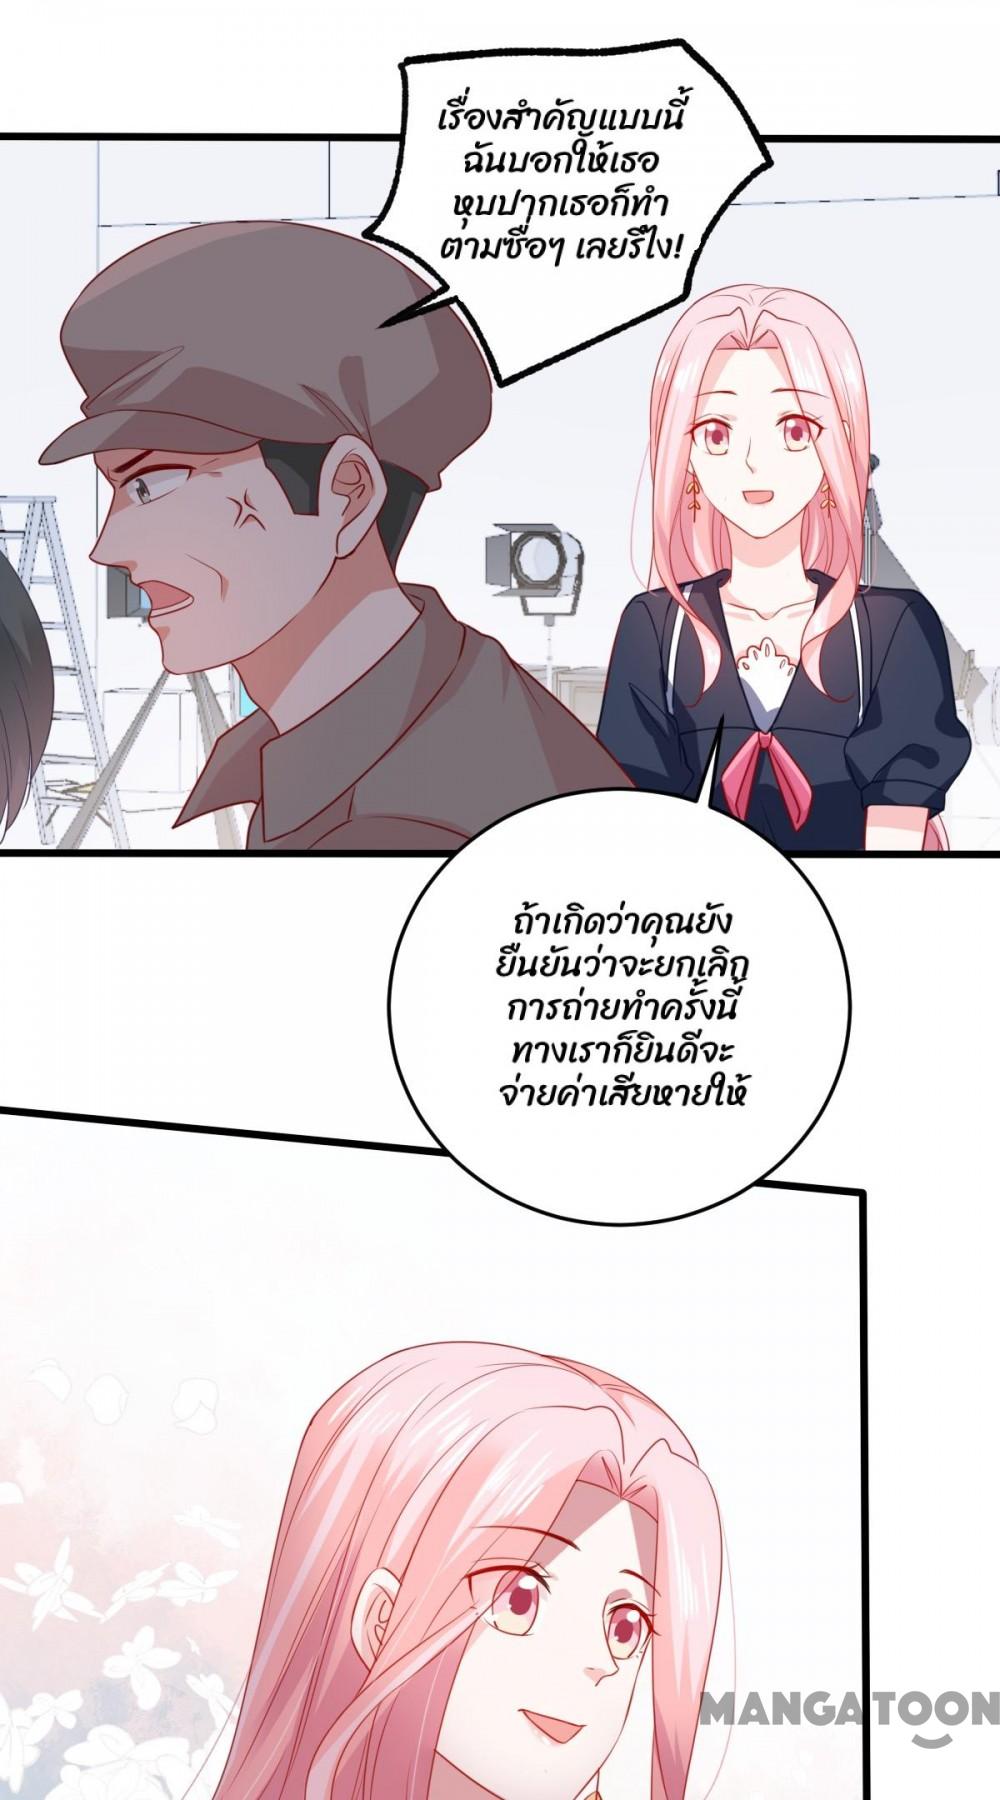 เรื่องสำคัญแบบนี้
ฉันบอกให้เธอ
หุบปากเธอก็ทำ
ตามซื่อๆ เลยรึไง!
ถ้าเกิดว่าคุณยัง
ยืนยันว่าจะยกเลิก
การถ่ายทำครั้งนี้
ทางเราก็ยินดีจะ
จ่ายค่าเสียหายให้
MANGATOON